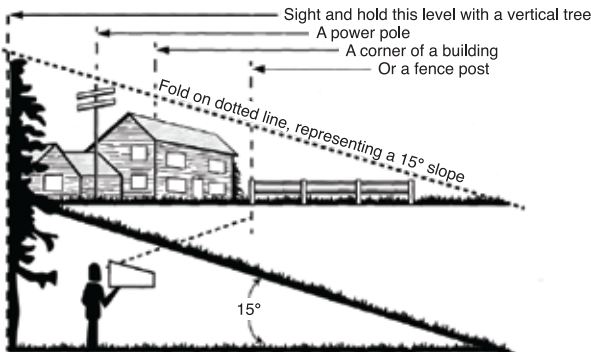 Sight and hold this level with a vertical tree
A power pole
A corner of a building
Or a fence post
Fold on dotted line, representing a 15° slope
15°